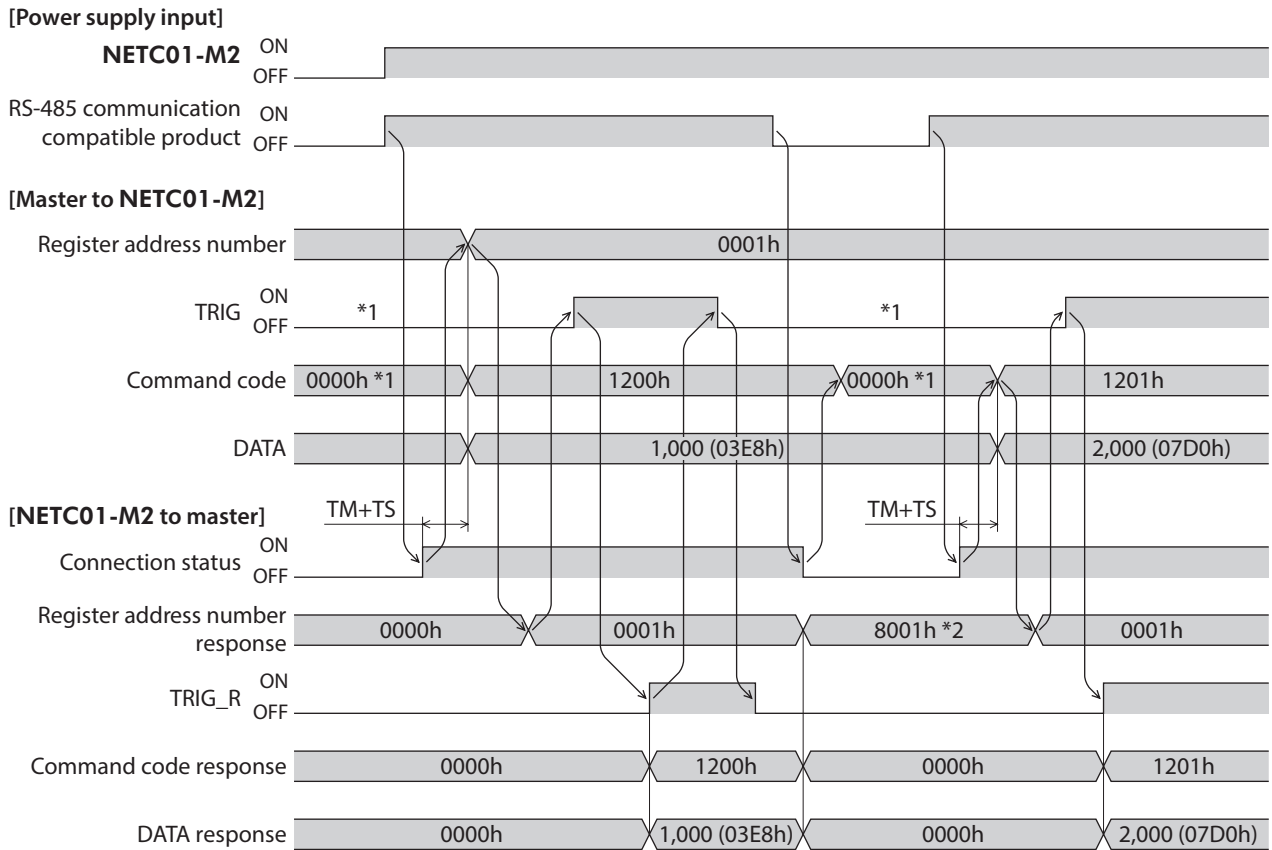 [Power supply input]
NETC01-M2 ON
OFF
RS-485 communication compatible product ON
OFF
[Master to NETC01-M2]
Register address number 0001h
TRIG ON
OFF *1 *1
Command code 0000h *1 1200h 0000h *1 1201h
DATA 1,000 (03E8h) 2,000 (07D0h)
[NETC01-M2 to master] TM+TS TM+TS
Connection status ON
OFF
Register address number
response 0000h 0001h 8001h *2 0001h
TRIG_R ON
OFF
Command code response 0000h 1200h 0000h 1201h
DATA response 0000h 1,000 (03E8h) 0000h 2,000 (07D0h)